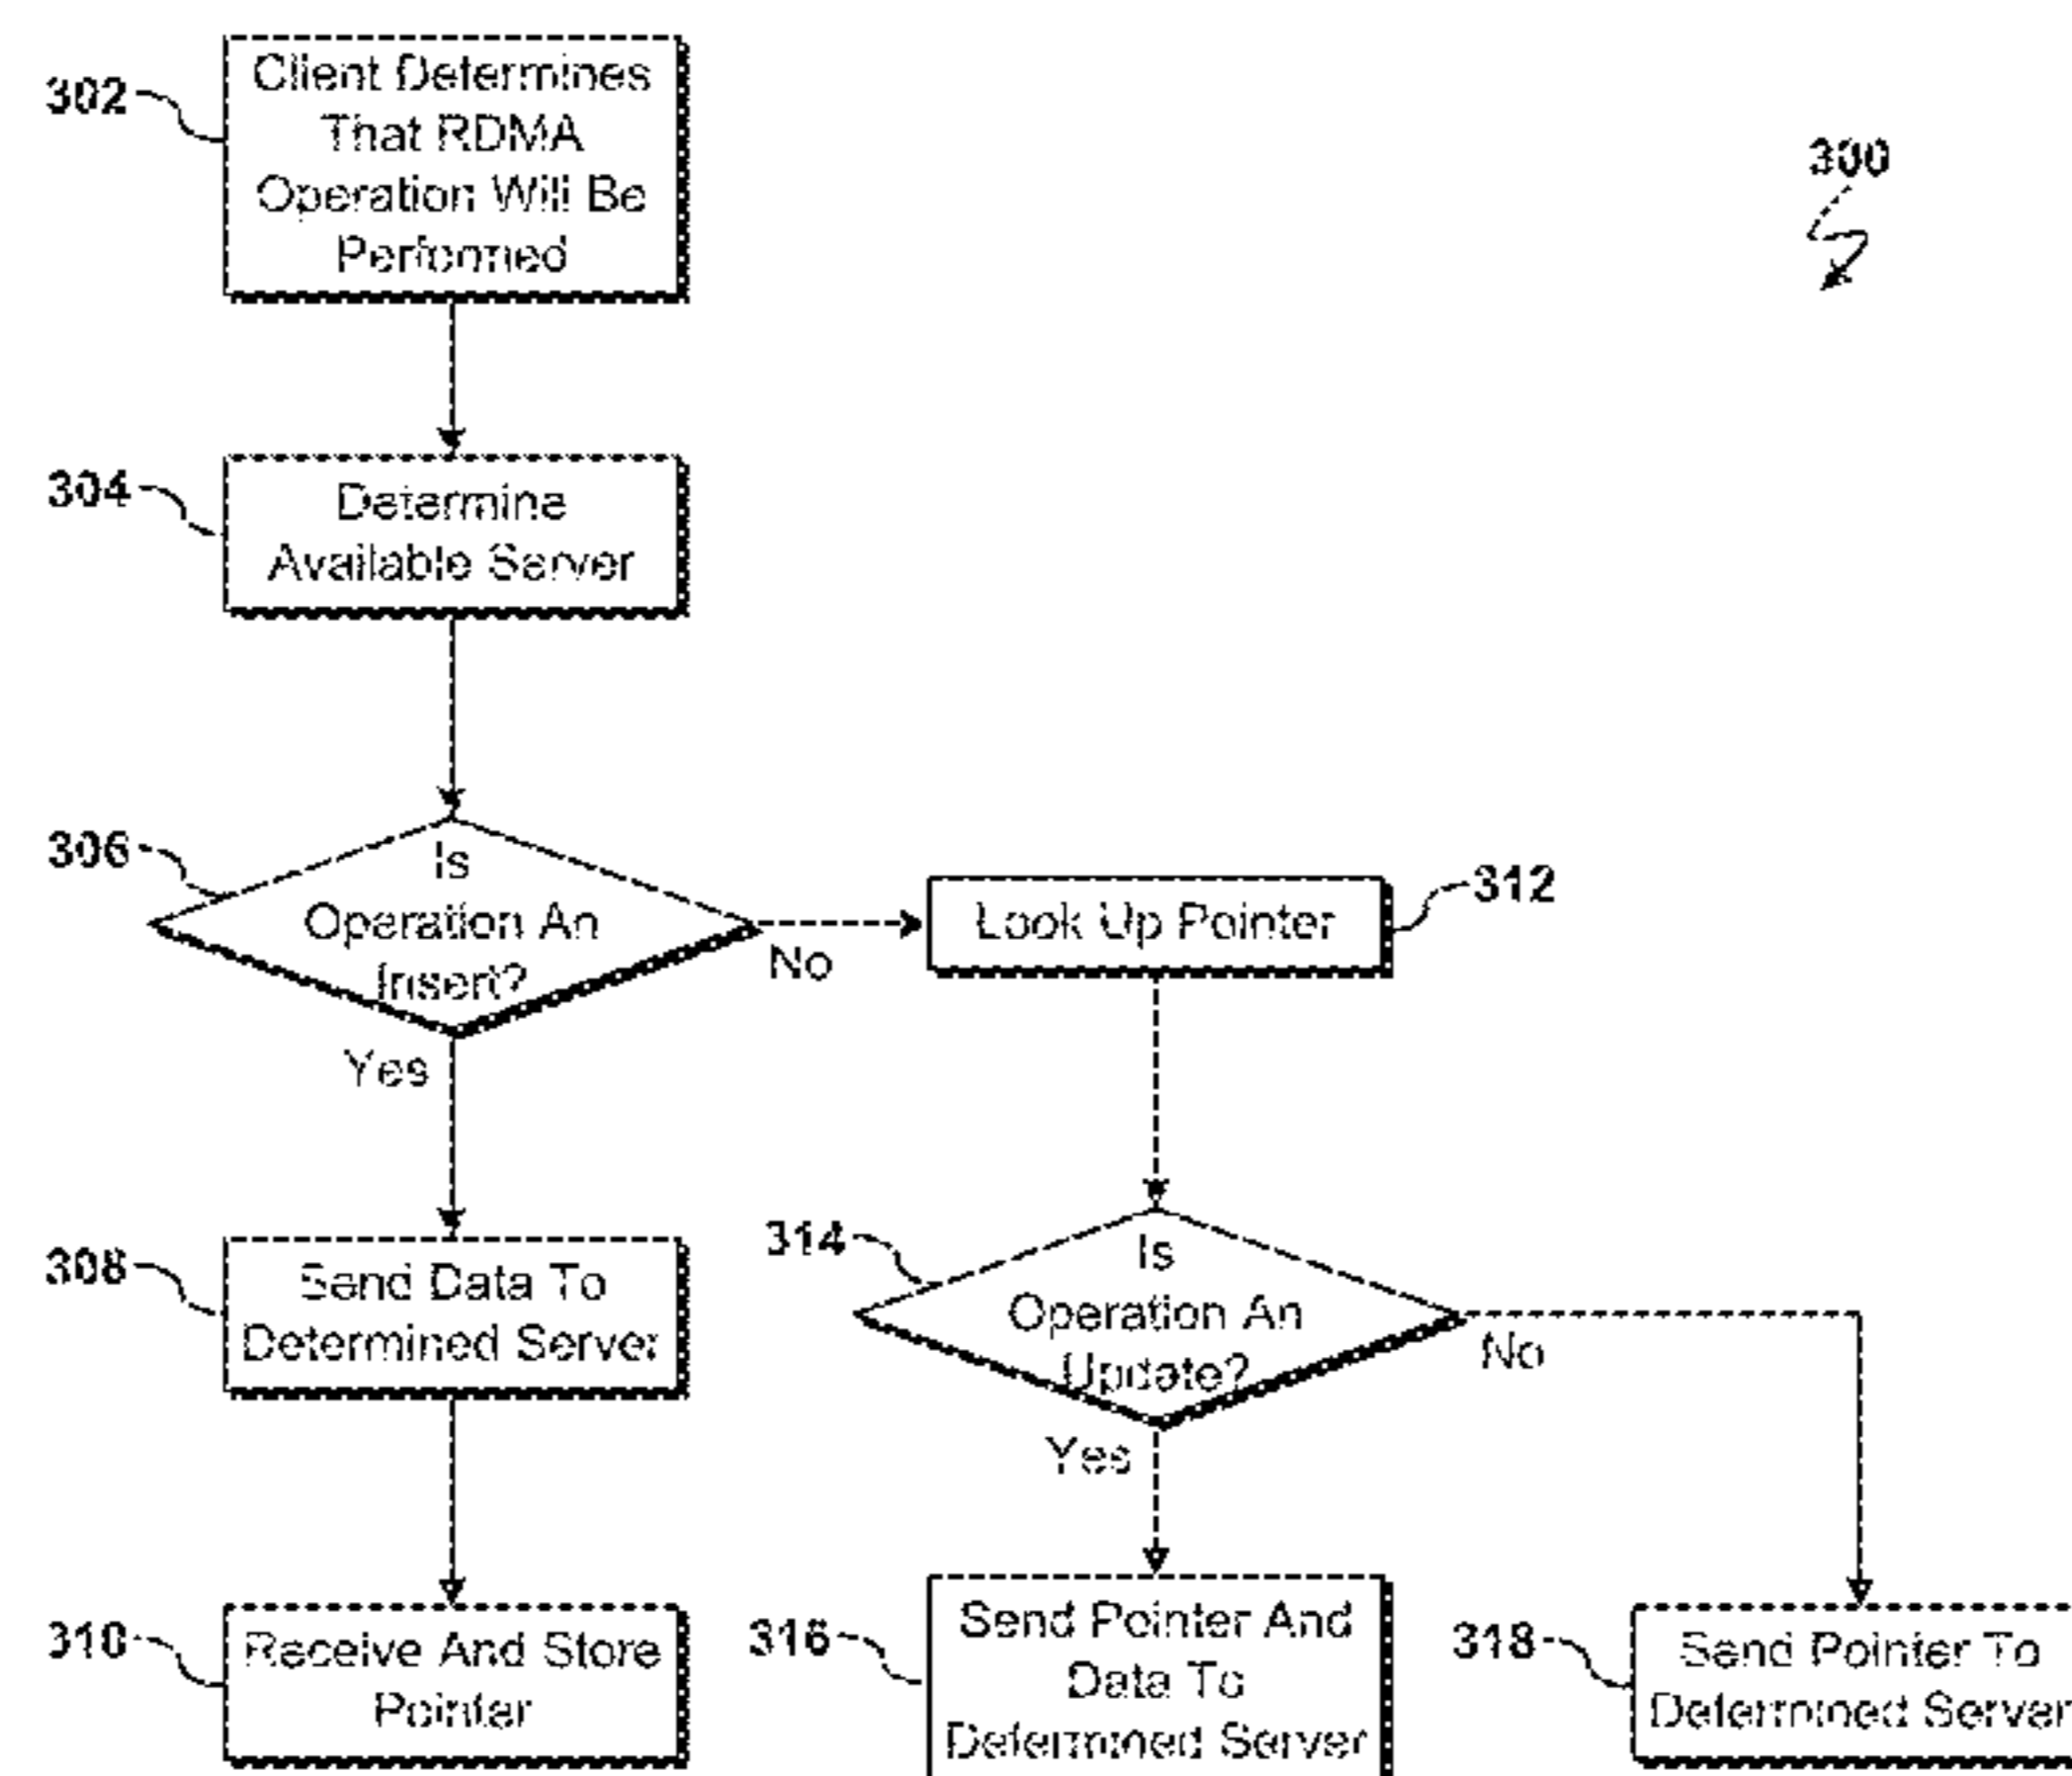 302
Client Determines
That RDMA
Operation Will Be
Performed
300
304
Determine
Available Server
306
Is
Operation An
Insert?
No
Look Up Pointer
312
Yes
308
Send Data To
Determined Server
314
Is
Operation An
Update?
No
Yes
310
Receive And Store
Pointer
316
Send Pointer And
Data To
Determined Server
318
Send Pointer To
Determined Server